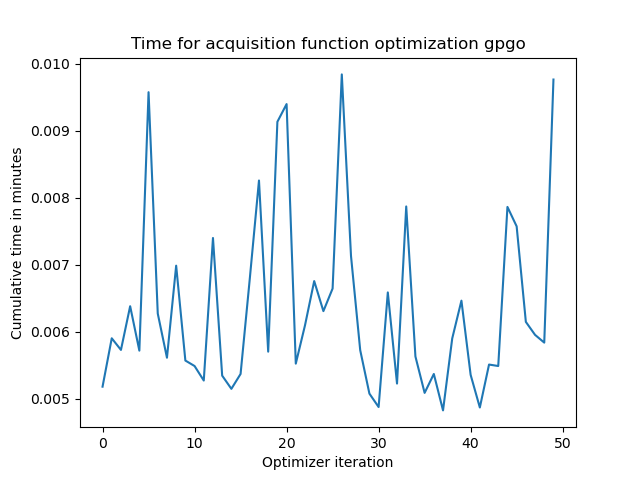 Time for acquisition function optimization gpgo
0.010
0.009
0.008
0.007
0.006
0.005
Cumulative time in minutes
0 10 20 30 40 50
Optimizer iteration